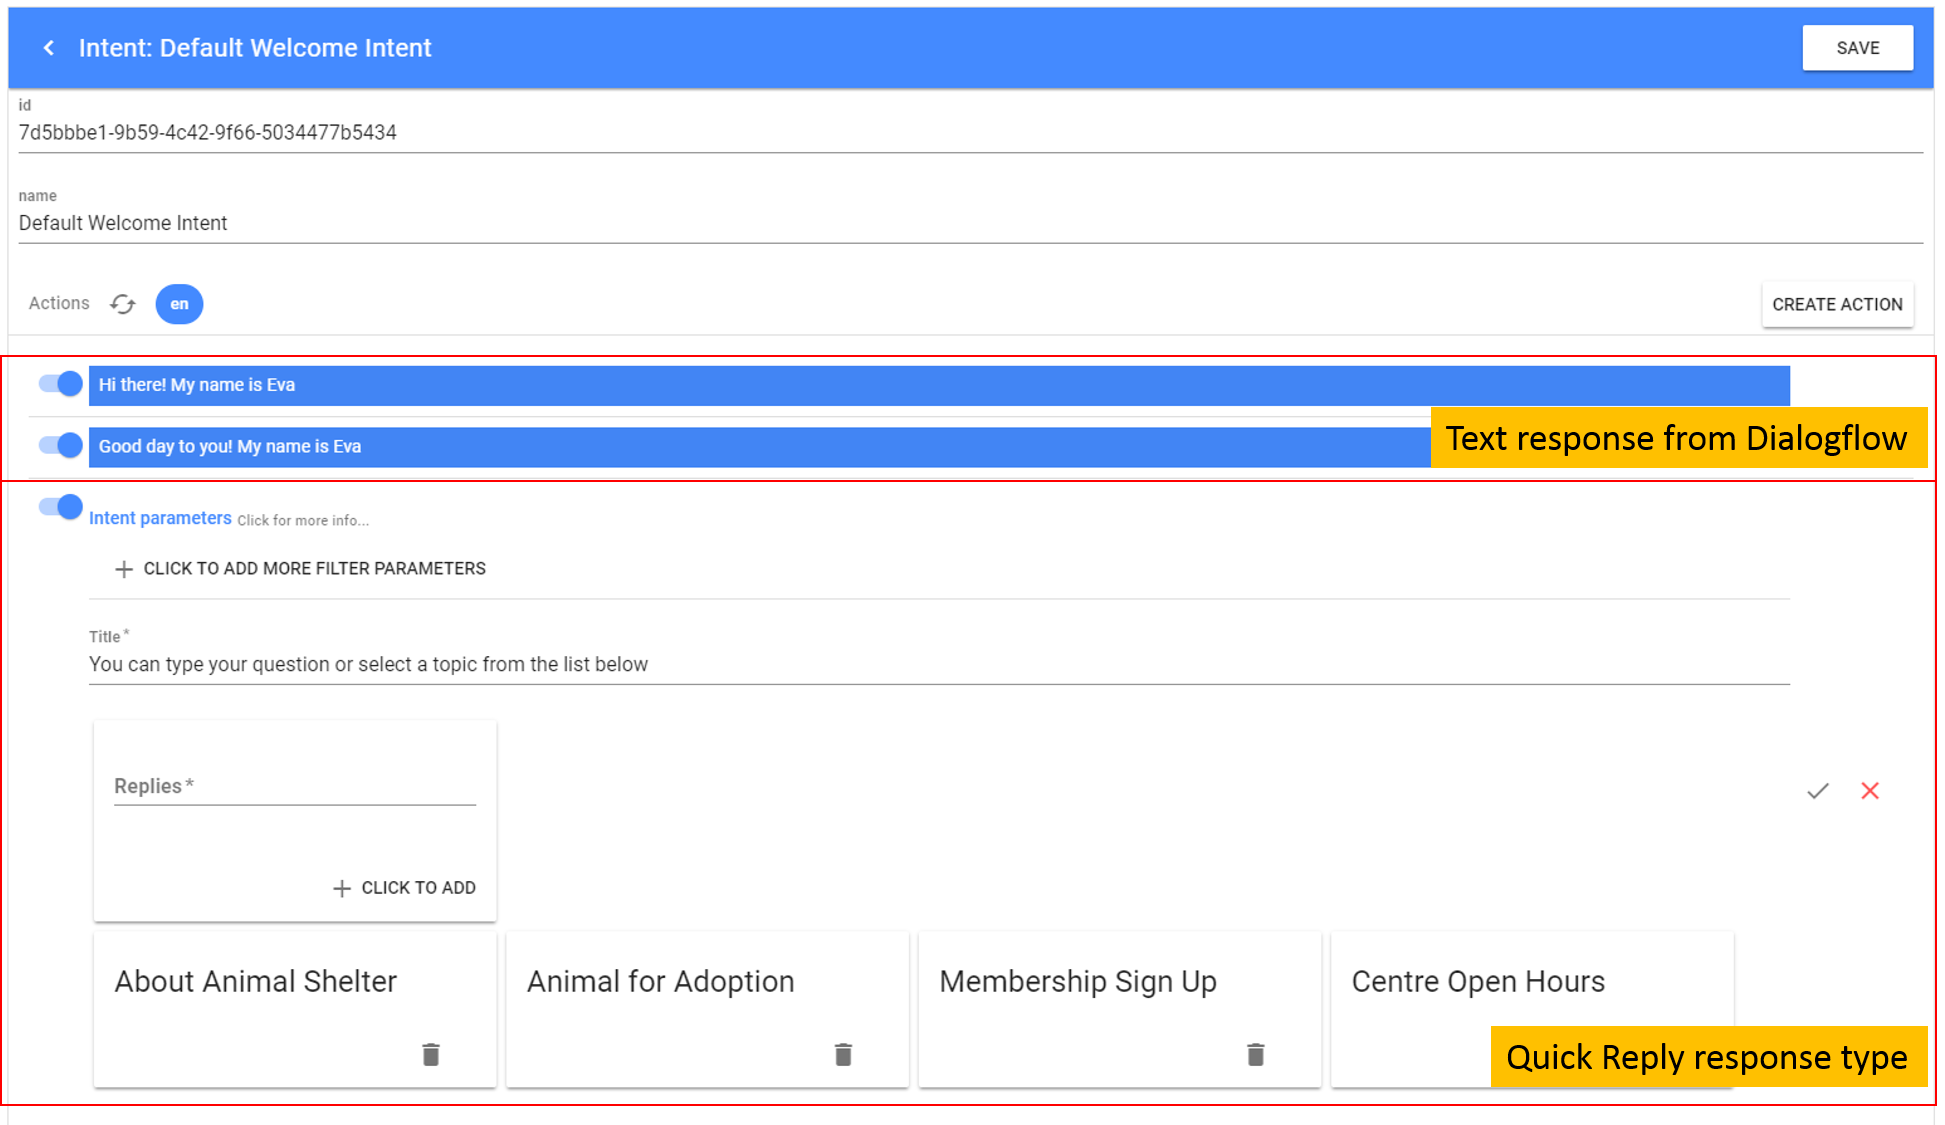 Intent: Default Welcome Intent
SAVE
id
7d5bbbe1-9b59-4c42-9f66-5034477b5434
name
Default Welcome Intent
Actions en
CREATE ACTION
Hi there! My name is Eva
Good day to you! My name is Eva
Text response from Dialogflow
Intent parameters Click for more info...
CLICK TO ADD MORE FILTER PARAMETERS
Title *
You can type your question or select a topic from the list below
Replies *
CLICK TO ADD
About Animal Shelter
Animal for Adoption
Membership Sign Up
Centre Open Hours
Quick Reply response type